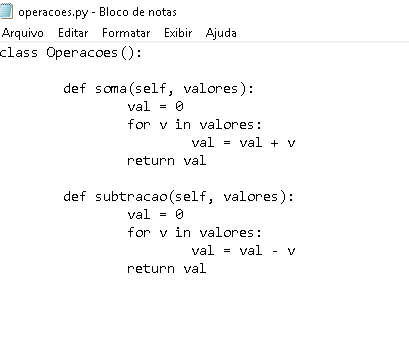 operacoes.py - Bloco de notas
Arquivo Editar Formatar Exibir Ajuda
class Operacoes():
def soma(self, valores):
val = 0
for v in valores:
val = val + v
return val
def subtracao(self, valores):
val = 0
for v in valores:
val = val - v
return val